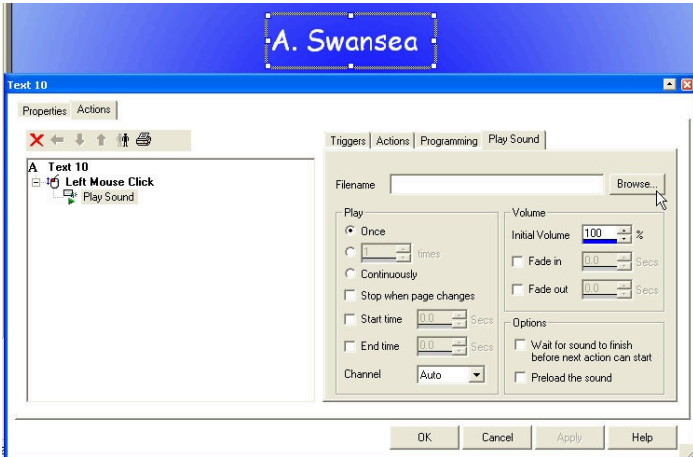 A. Swansea
Text 10
Properties Actions
Triggers Actions Programming Play Sound
A Text 10
Left Mouse Click
Play Sound
Filename Browse...
Play
Once
1 times
Continuously
Stop when page changes
Start time 0.0 Secs
End time 0.0 Secs
Channel Auto
Volume
Initial Volume 100 %
Fade in 0.0 Secs
Fade out 0.0 Secs
Options
Wait for sound to finish
before next action can start
Preload the sound
OK Cancel Apply Help